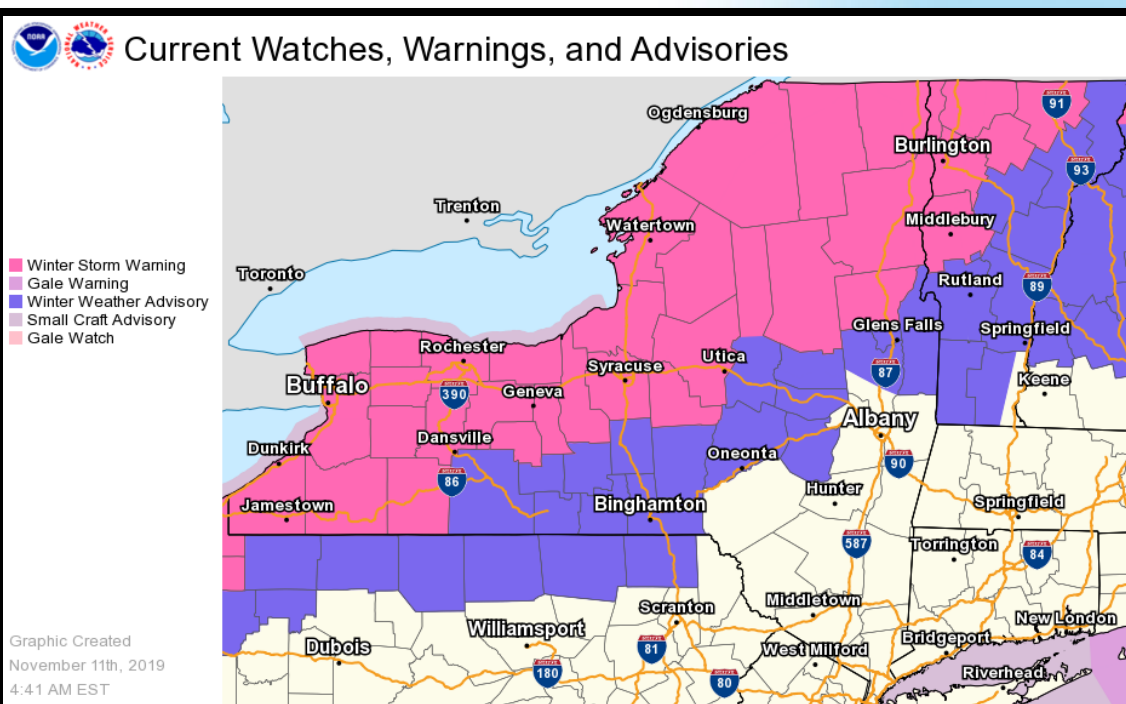 NOAA
Current Watches, Warnings, and Advisories
Winter Storm Warning
Gale Warning
Winter Weather Advisory
Small Craft Advisory
Gale Watch
Ogdensburg
91
Burlington
93
Trenton
Watertown
Middlebury
Toronto
Rutland
89
Glens Falls
Springfield
Rochester
Utica
Syracuse
87
Buffalo
390
Geneva
Keene
Albany
Dansville
Dunkirk
Oneonta
90
86
Hunter
Jamestown
Binghamton
Springfield
587
Torrington
84
Scranton
Middletown
New London
Williamsport
Bridgeport
Dubois
81
West Milford
180
80
Riverhead
Graphic Created
November 11th, 2019
4:41 AM EST